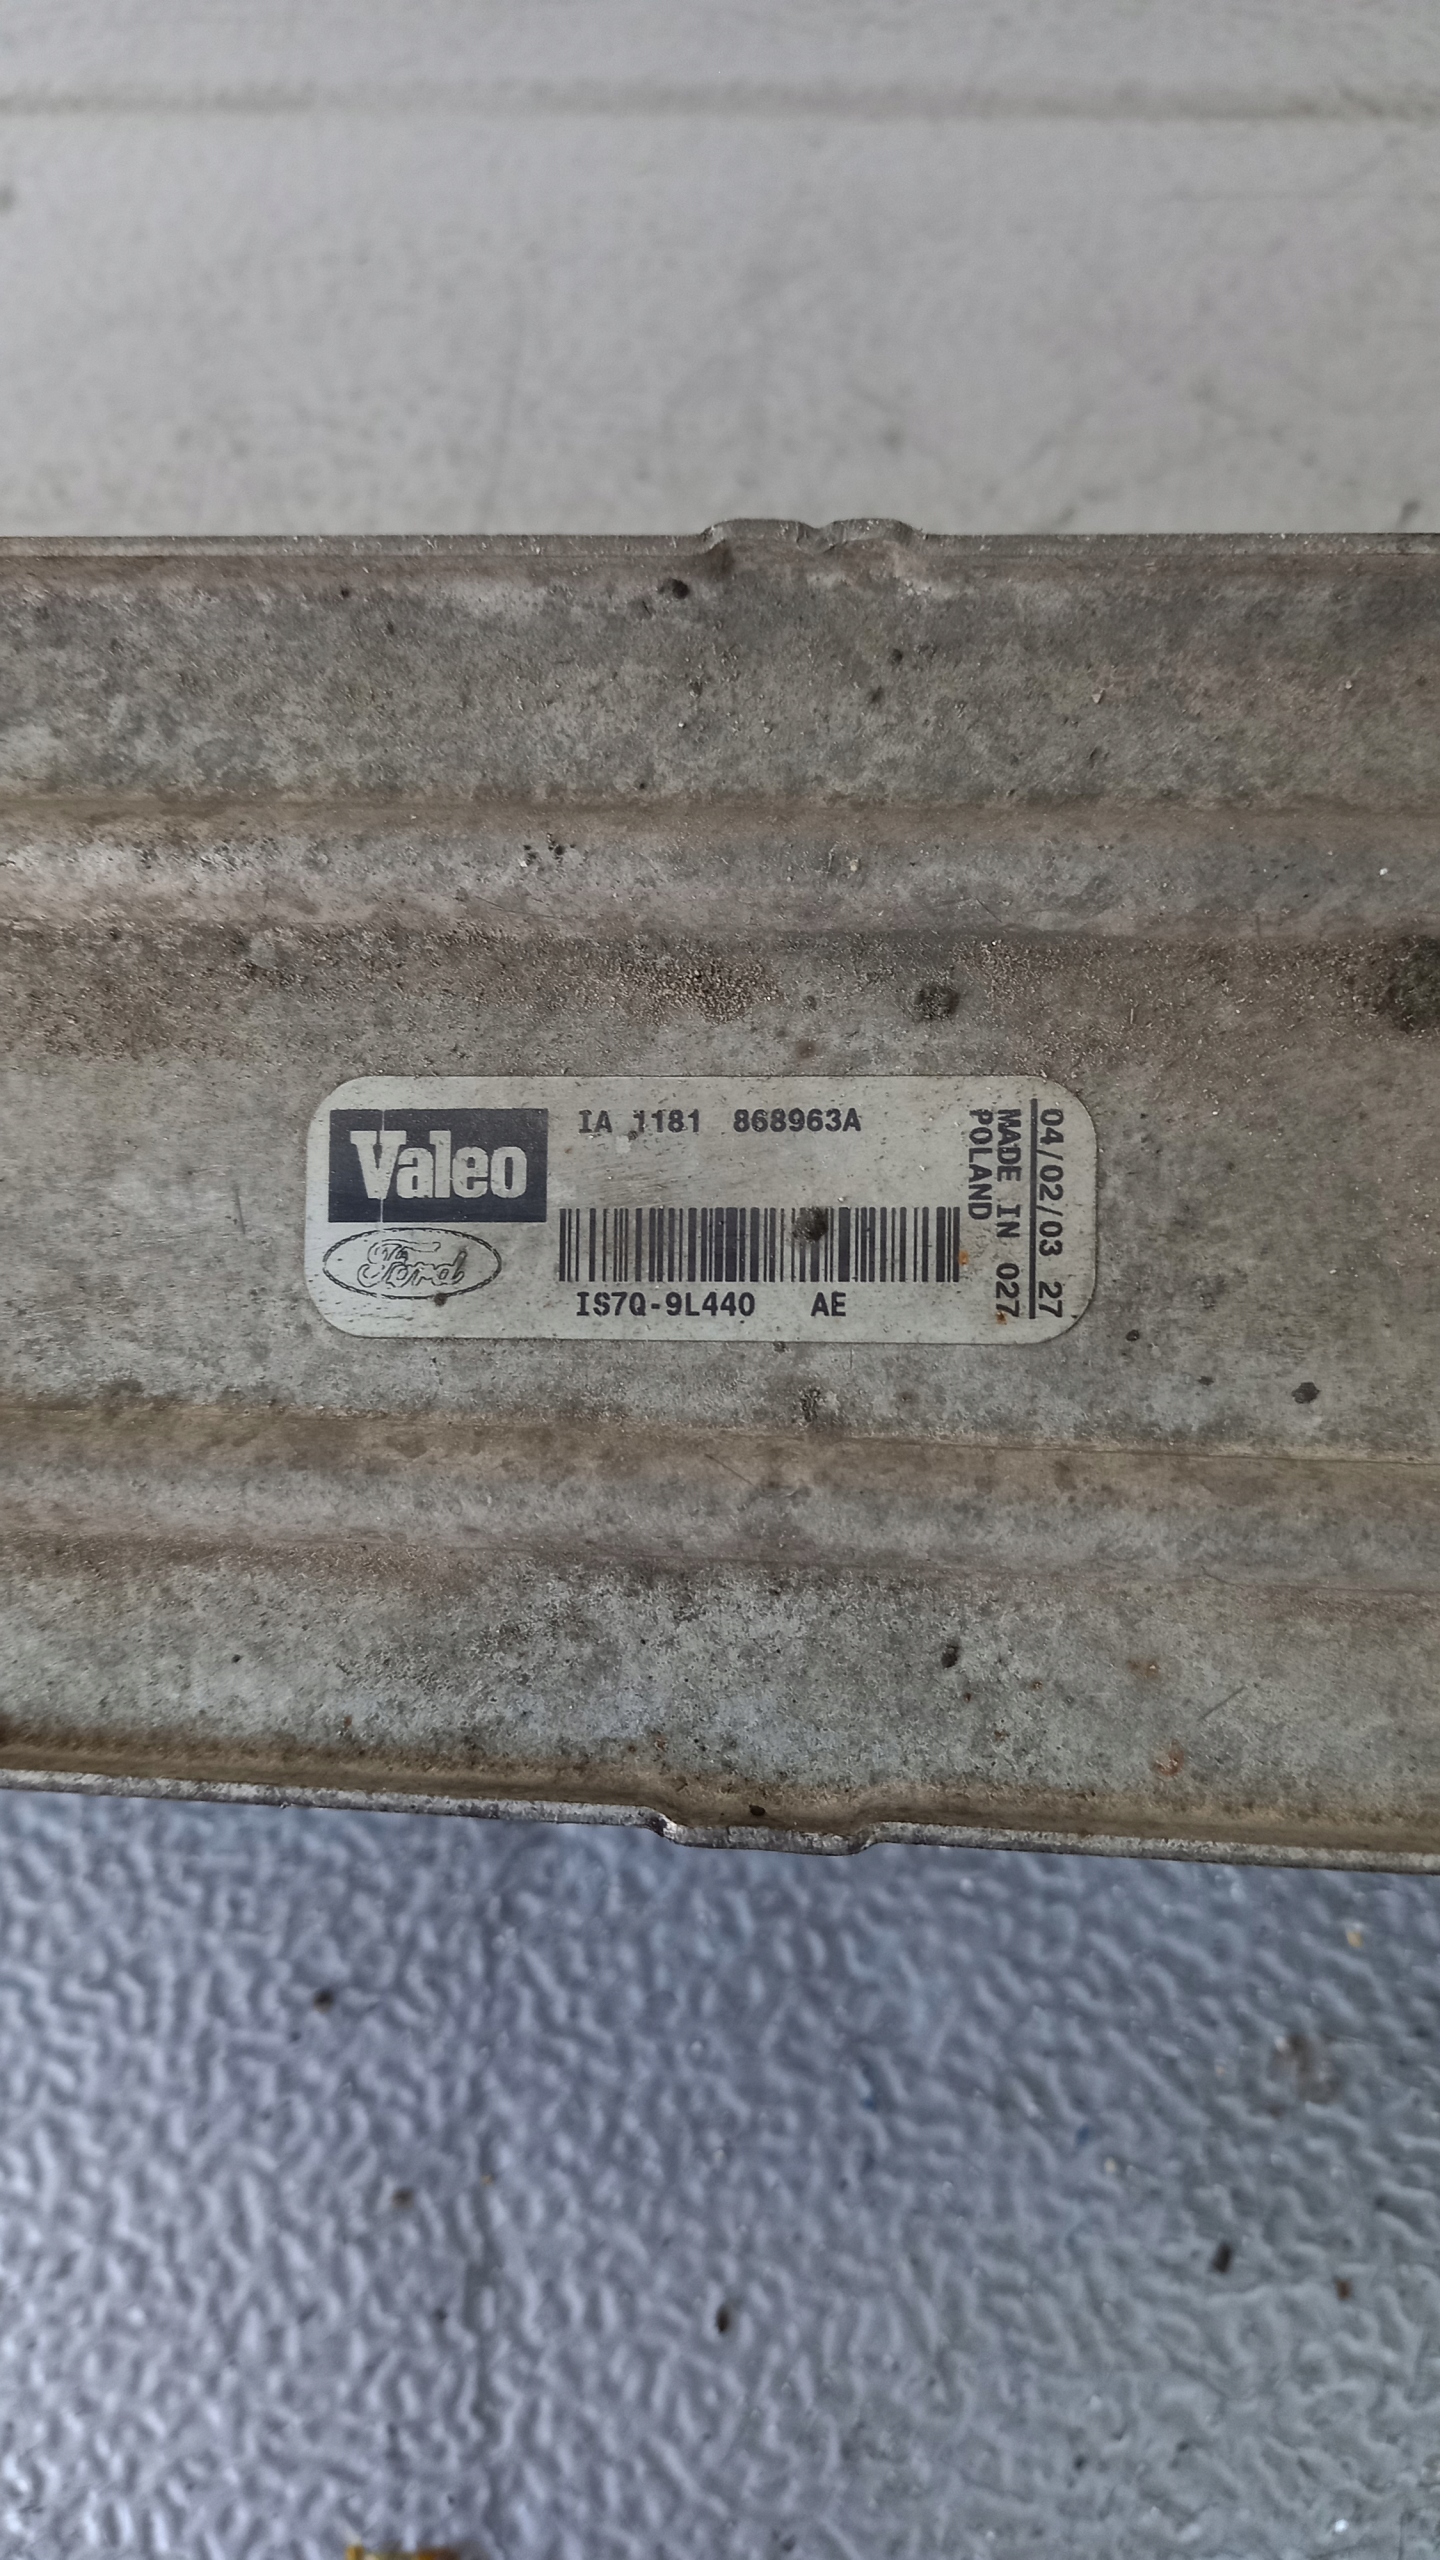 Valeo
Ford
IA 1181 868963A
IS7Q-9L440 AE
04/02/03 27
MADE IN 027
POLAND